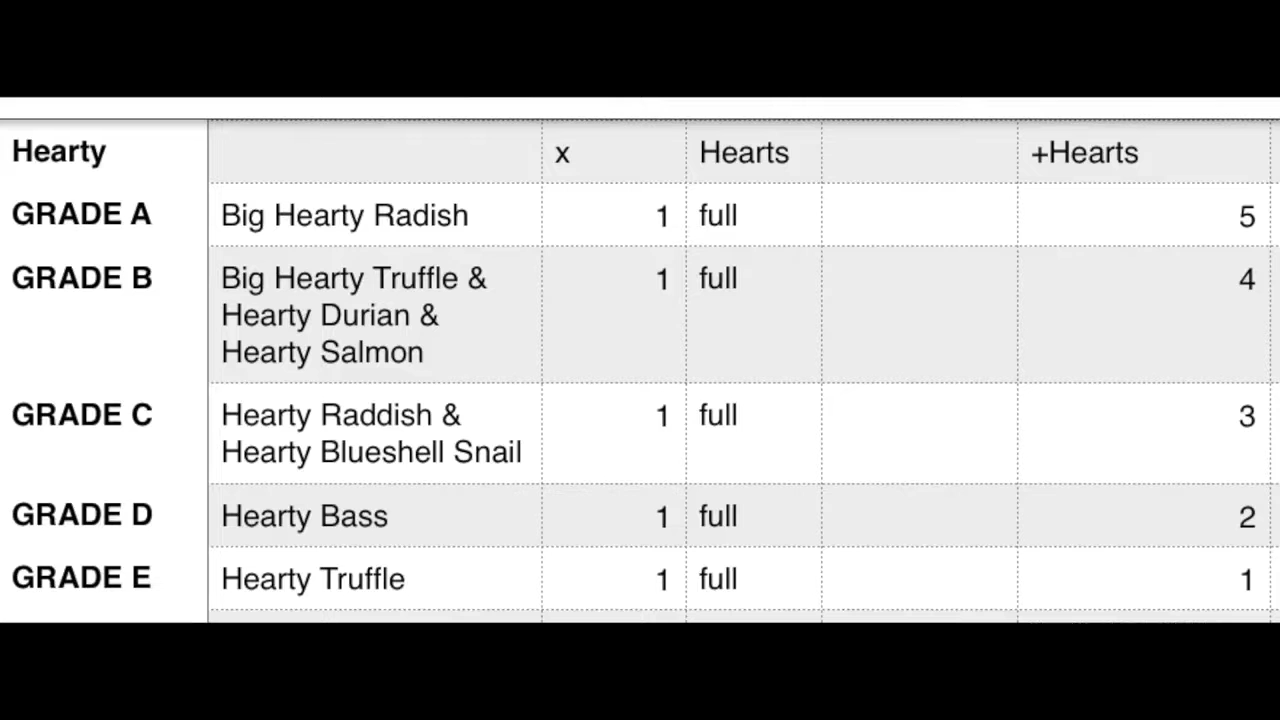 Hearty x Hearts +Hearts
GRADE A Big Hearty Radish 1 full 5
GRADE B Big Hearty Truffle & 1 full 4
Hearty Durian &
Hearty Salmon
GRADE C Hearty Raddish & 1 full 3
Hearty Blueshell Snail
GRADE D Hearty Bass 1 full 2
GRADE E Hearty Truffle 1 full 1